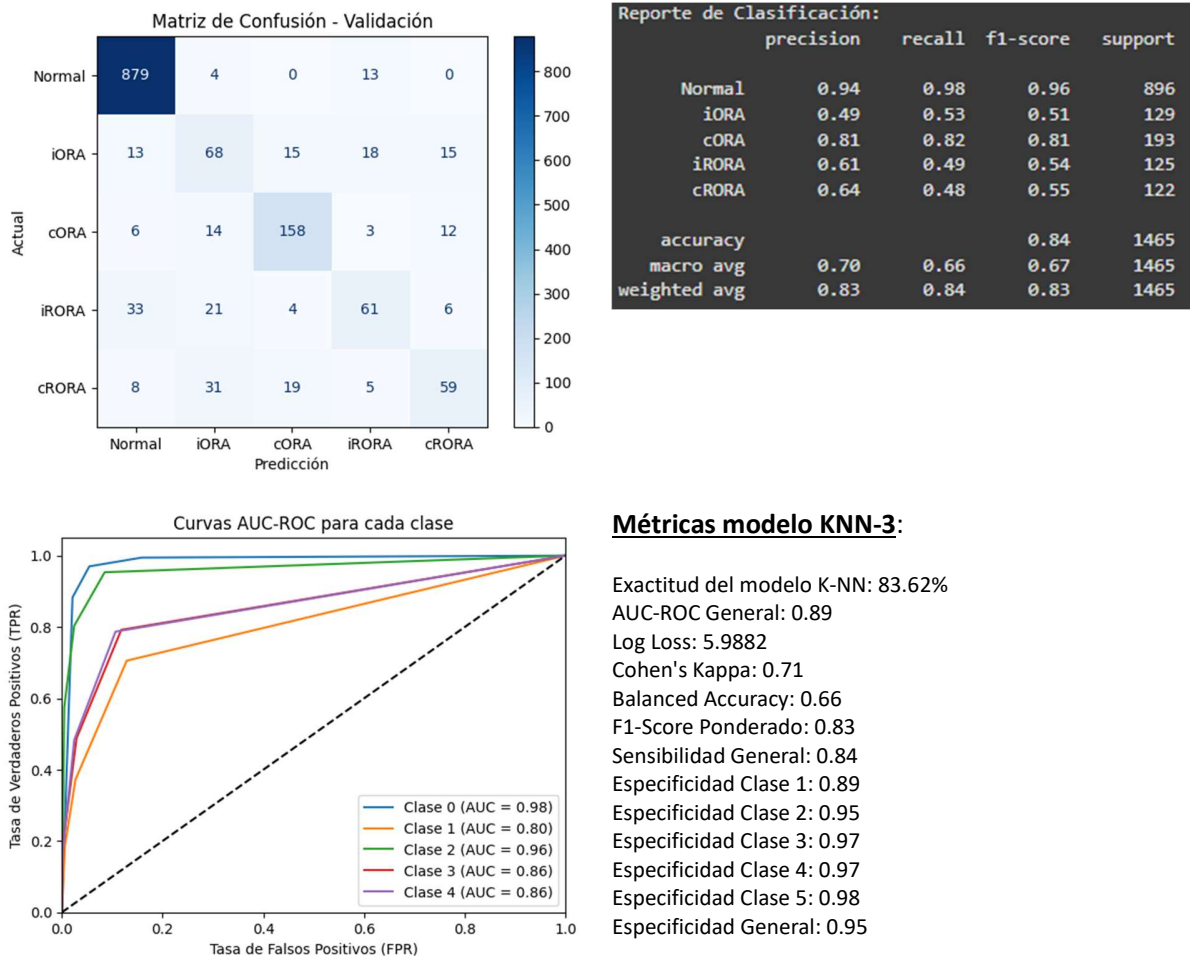 Matriz de Confusión - Validación
Actual
Normal 879 4 0 13 0
iORA 13 68 15 18 15
cORA 6 14 158 3 12
iRORA 33 21 4 61 6
cRORA 8 31 19 5 59
Normal iORA cORA iRORA cRORA
Predicción
800
700
600
500
400
300
200
100
0
Reporte de Clasificación:
precision recall f1-score support
Normal 0.94 0.98 0.96 896
iORA 0.49 0.53 0.51 129
cORA 0.81 0.82 0.81 193
iRORA 0.61 0.49 0.54 125
cRORA 0.64 0.48 0.55 122
accuracy 0.84 1465
macro avg 0.70 0.66 0.67 1465
weighted avg 0.83 0.84 0.83 1465
Curvas AUC-ROC para cada clase
Tasa de Verdaderos Positivos (TPR)
1.0
0.8
0.6
0.4
0.2
0.0
0.0 0.2 0.4 0.6 0.8 1.0
Tasa de Falsos Positivos (FPR)
Clase 0 (AUC = 0.98)
Clase 1 (AUC = 0.80)
Clase 2 (AUC = 0.96)
Clase 3 (AUC = 0.86)
Clase 4 (AUC = 0.86)
Métricas modelo KNN-3:
Exactitud del modelo K-NN: 83.62%
AUC-ROC General: 0.89
Log Loss: 5.9882
Cohen's Kappa: 0.71
Balanced Accuracy: 0.66
F1-Score Ponderado: 0.83
Sensibilidad General: 0.84
Especificidad Clase 1: 0.89
Especificidad Clase 2: 0.95
Especificidad Clase 3: 0.97
Especificidad Clase 4: 0.97
Especificidad Clase 5: 0.98
Especificidad General: 0.95